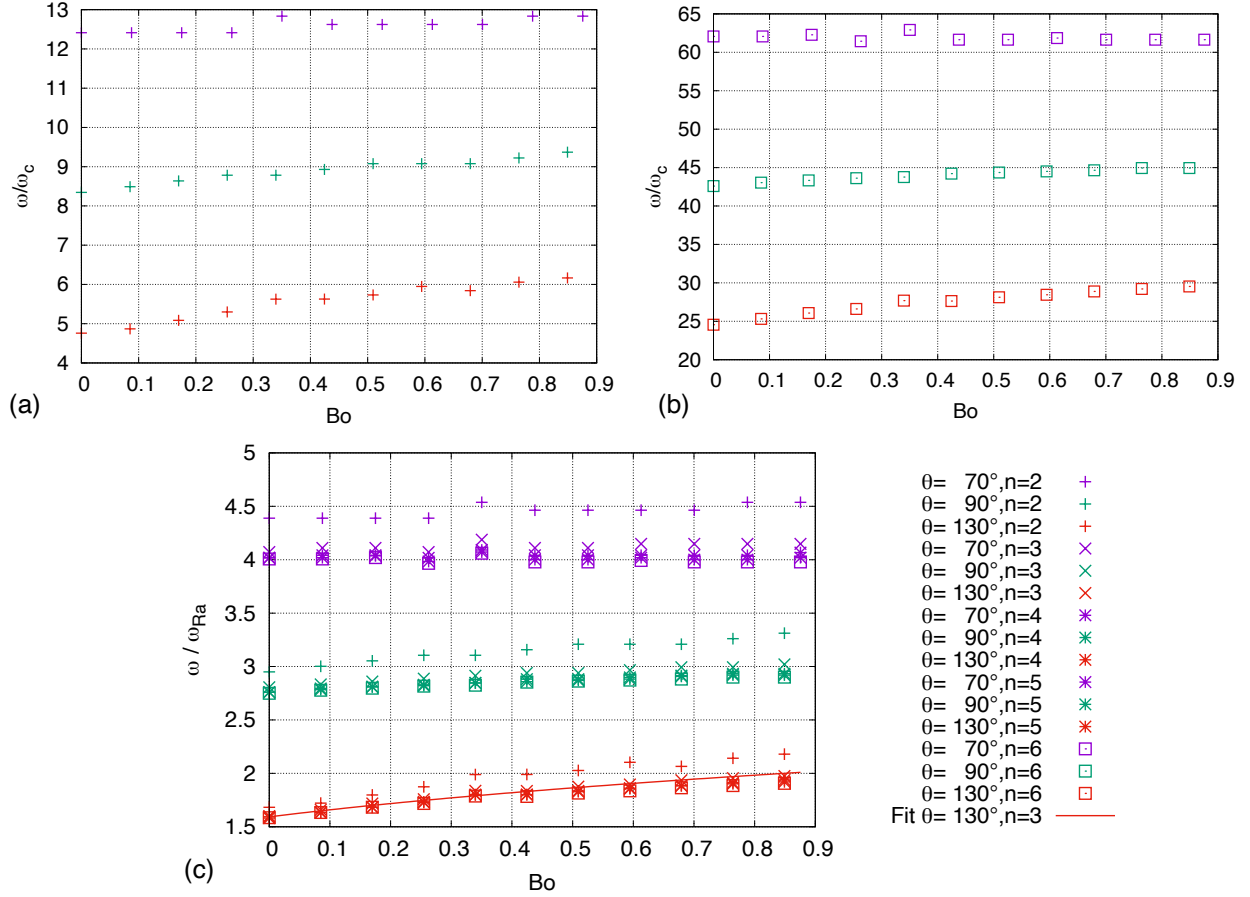 13
12
11
10
9
8
7
6
5
4
ω/ωc
0 0.1 0.2 0.3 0.4 0.5 0.6 0.7 0.8 0.9
Bo
(a)
65
60
55
50
45
40
35
30
25
20
ω/ωc
0 0.1 0.2 0.3 0.4 0.5 0.6 0.7 0.8 0.9
Bo
(b)
5
4.5
4
3.5
3
2.5
2
1.5
ω / ωRa
0 0.1 0.2 0.3 0.4 0.5 0.6 0.7 0.8 0.9
Bo
(c)
θ= 70°,n=2
θ= 90°,n=2
θ= 130°,n=2
θ= 70°,n=3
θ= 90°,n=3
θ= 130°,n=3
θ= 70°,n=4
θ= 90°,n=4
θ= 130°,n=4
θ= 70°,n=5
θ= 90°,n=5
θ= 130°,n=5
θ= 70°,n=6
θ= 90°,n=6
θ= 130°,n=6
Fit θ= 130°,n=3